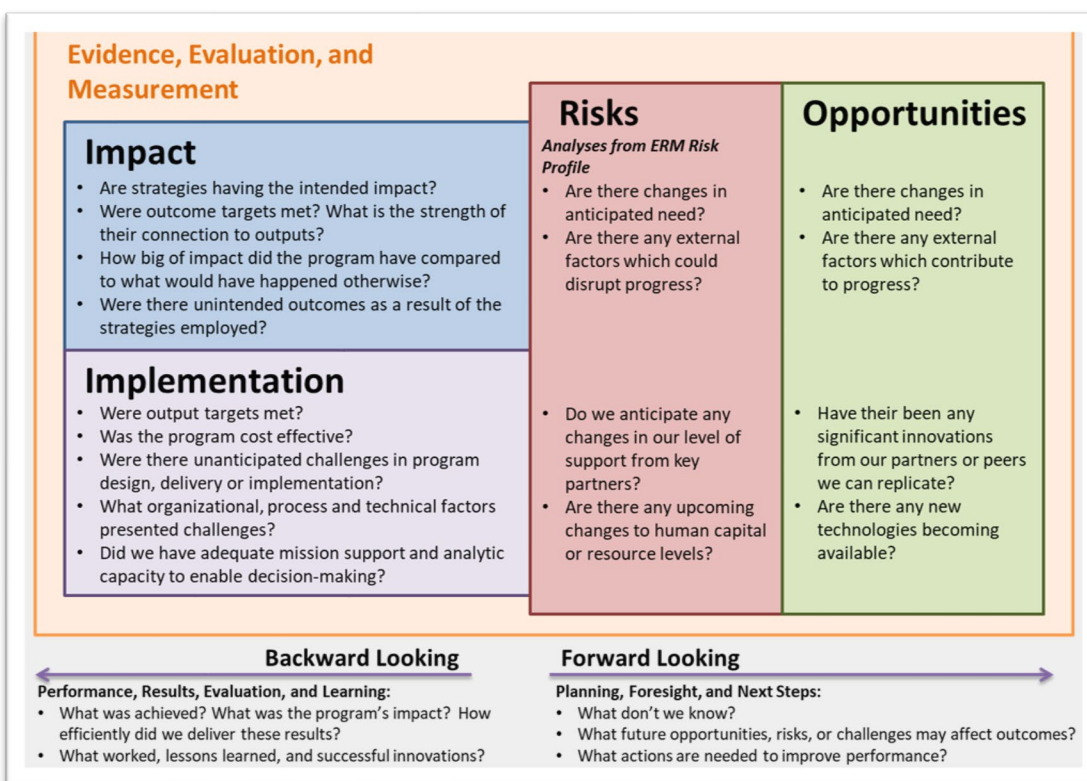 Evidence, Evaluation, and
Measurement
Impact
• Are strategies having the intended impact?
• Were outcome targets met? What is the strength of
their connection to outputs?
• How big of impact did the program have compared
to what would have happened otherwise?
• Were there unintended outcomes as a result of the
strategies employed?
Implementation
• Were output targets met?
• Was the program cost effective?
• Were there unanticipated challenges in program
design, delivery or implementation?
• What organizational, process and technical factors
presented challenges?
• Did we have adequate mission support and analytic
capacity to enable decision-making?
Risks
Analyses from ERM Risk
Profile
• Are there changes in
anticipated need?
• Are there any external
factors which could
disrupt progress?
• Do we anticipate any
changes in our level of
support from key
partners?
• Are there any upcoming
changes to human capital
or resource levels?
Opportunities
• Are there changes in
anticipated need?
• Are there any external
factors which contribute
to progress?
• Have their been any
significant innovations
from our partners or peers
we can replicate?
• Are there any new
technologies becoming
available?
Backward Looking
Performance, Results, Evaluation, and Learning:
• What was achieved? What was the program's impact? How
efficiently did we deliver these results?
• What worked, lessons learned, and successful innovations?
Forward Looking
Planning, Foresight, and Next Steps:
• What don't we know?
• What future opportunities, risks, or challenges may affect outcomes?
• What actions are needed to improve performance?